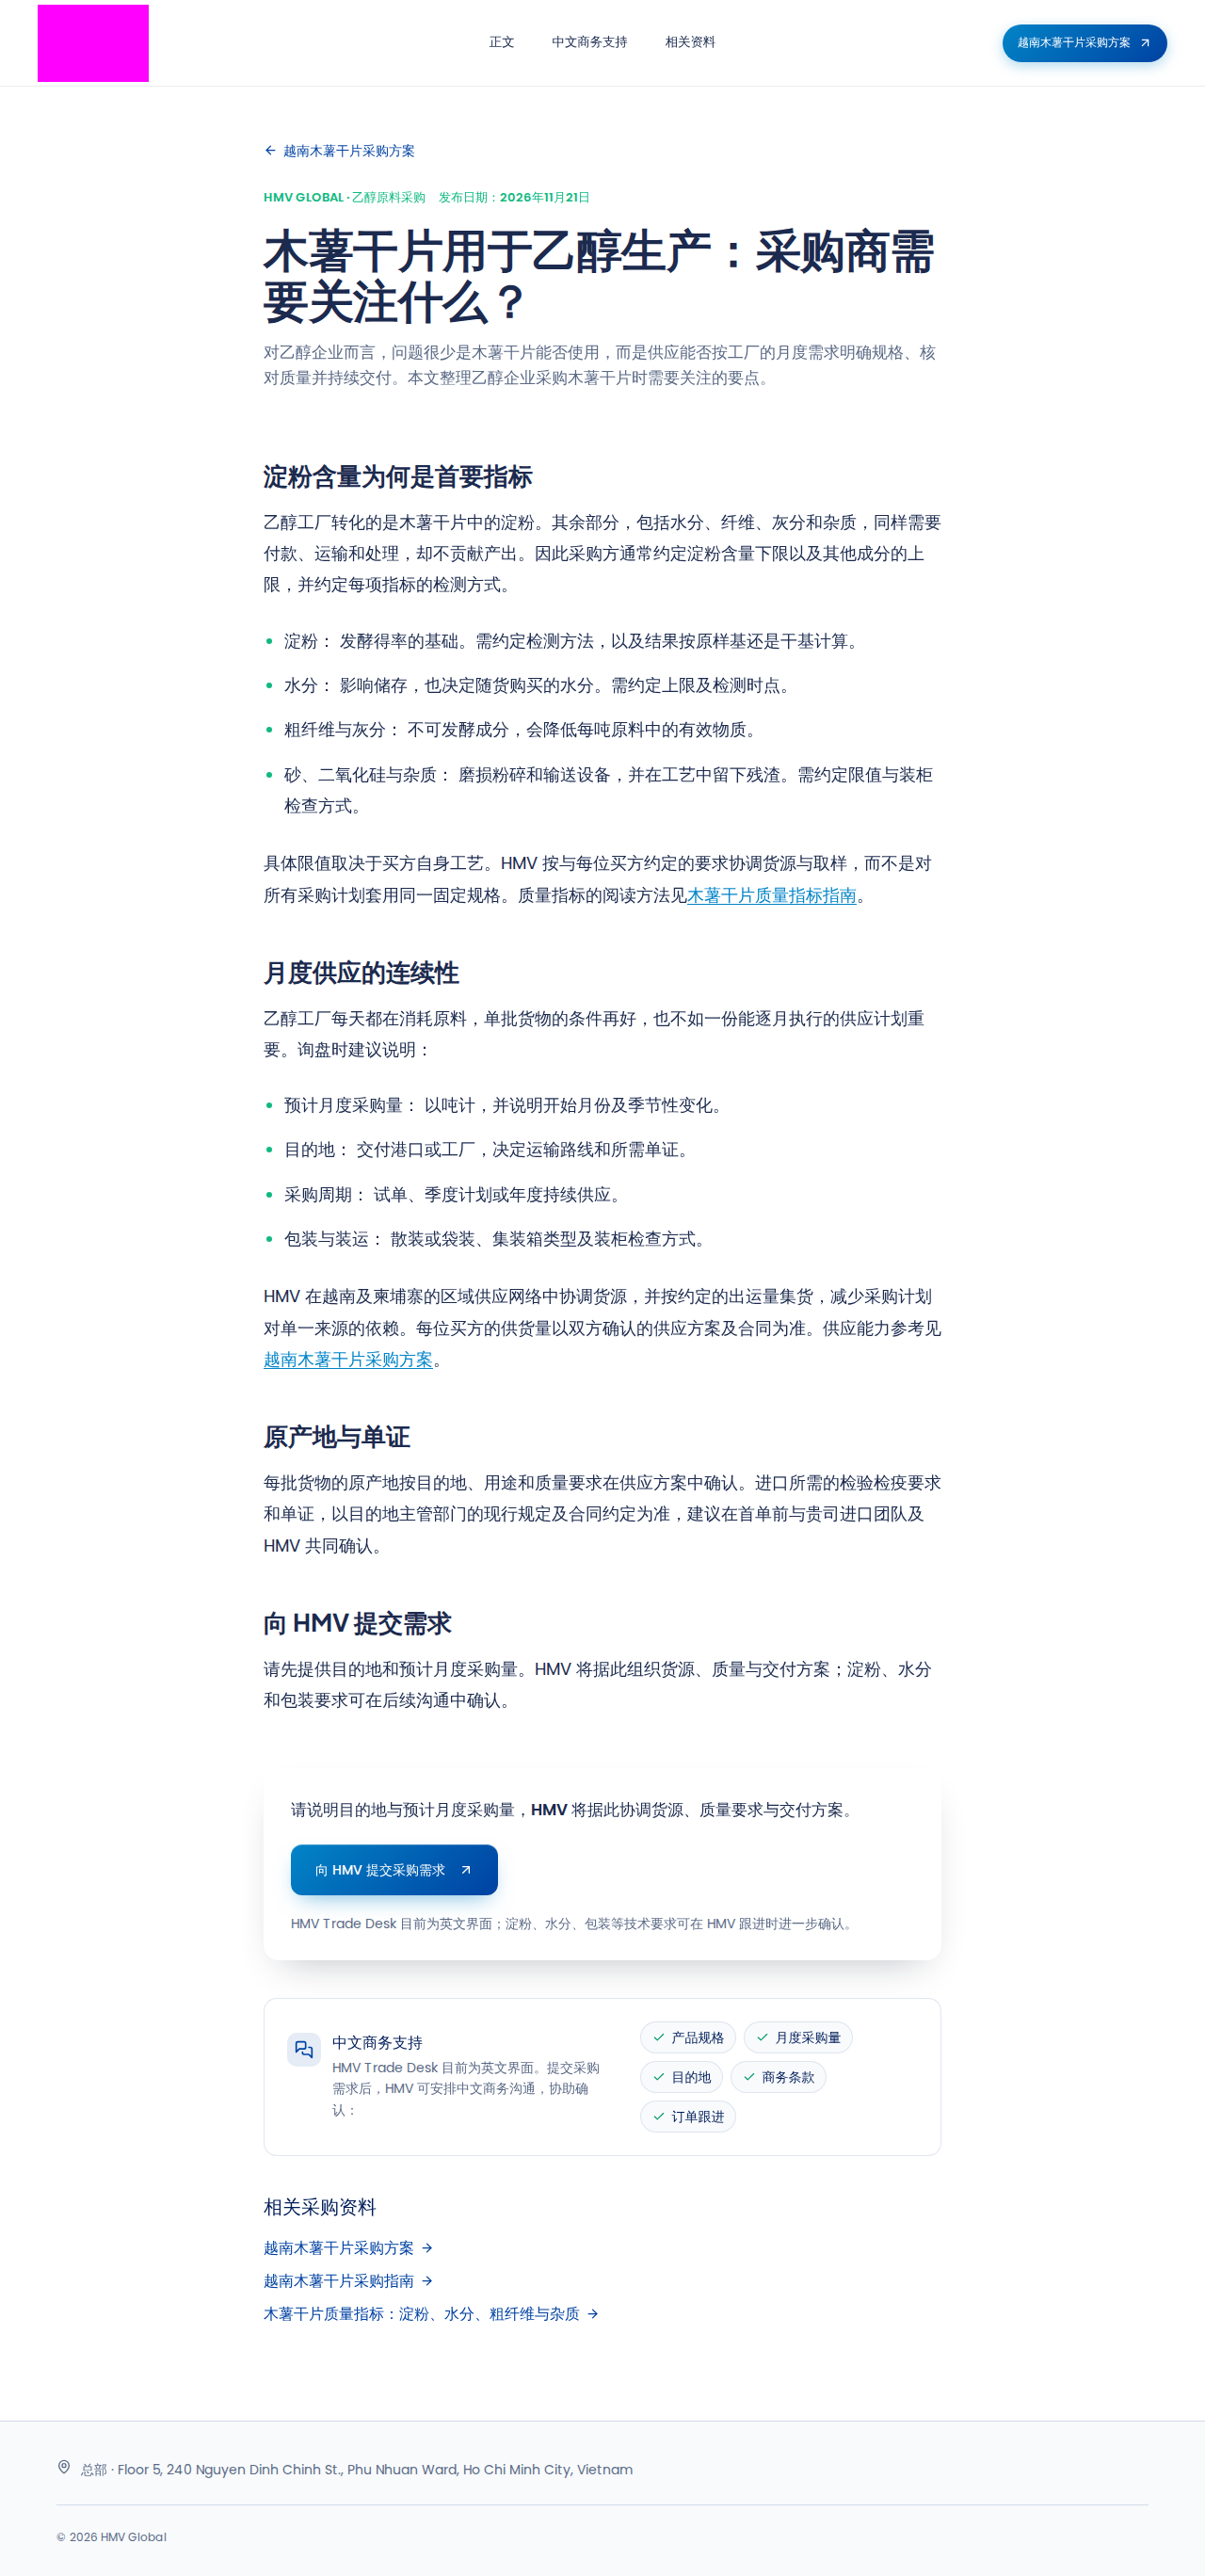 正文
中文商务支持
相关资料
越南木薯干片采购方案
越南木薯干片采购方案
HMV GLOBAL · 乙醇原料采购 发布日期：2026年11月21日
木薯干片用于乙醇生产：采购商需
要关注什么？
对乙醇企业而言，问题很少是木薯干片能否使用，而是供应能否按工厂的月度需求明确规格、核
对质量并持续交付。本文整理乙醇企业采购木薯干片时需要关注的要点。
淀粉含量为何是首要指标
乙醇工厂转化的是木薯干片中的淀粉。其余部分，包括水分、纤维、灰分和杂质，同样需要
付款、运输和处理，却不贡献产出。因此采购方通常约定淀粉含量下限以及其他成分的上
限，并约定每项指标的检测方式。
淀粉： 发酵得率的基础。需约定检测方法，以及结果按原样基还是干基计算。
水分： 影响储存，也决定随货购买的水分。需约定上限及检测时点。
粗纤维与灰分： 不可发酵成分，会降低每吨原料中的有效物质。
砂、二氧化硅与杂质： 磨损粉碎和输送设备，并在工艺中留下残渣。需约定限值与装柜
检查方式。
具体限值取决于买方自身工艺。HMV 按与每位买方约定的要求协调货源与取样，而不是对
所有采购计划套用同一固定规格。质量指标的阅读方法见木薯干片质量指标指南。
月度供应的连续性
乙醇工厂每天都在消耗原料，单批货物的条件再好，也不如一份能逐月执行的供应计划重
要。询盘时建议说明：
预计月度采购量： 以吨计，并说明开始月份及季节性变化。
目的地： 交付港口或工厂，决定运输路线和所需单证。
采购周期： 试单、季度计划或年度持续供应。
包装与装运： 散装或袋装、集装箱类型及装柜检查方式。
HMV 在越南及柬埔寨的区域供应网络中协调货源，并按约定的出运量集货，减少采购计划
对单一来源的依赖。每位买方的供货量以双方确认的供应方案及合同为准。供应能力参考见
越南木薯干片采购方案。
原产地与单证
每批货物的原产地按目的地、用途和质量要求在供应方案中确认。进口所需的检验检疫要求
和单证，以目的地主管部门的现行规定及合同约定为准，建议在首单前与贵司进口团队及
HMV 共同确认。
向 HMV 提交需求
请先提供目的地和预计月度采购量。HMV 将据此组织货源、质量与交付方案；淀粉、水分
和包装要求可在后续沟通中确认。
请说明目的地与预计月度采购量，HMV 将据此协调货源、质量要求与交付方案。
向 HMV 提交采购需求
HMV Trade Desk 目前为英文界面；淀粉、水分、包装等技术要求可在 HMV 跟进时进一步确认。
中文商务支持
HMV Trade Desk 目前为英文界面。提交采购
需求后，HMV 可安排中文商务沟通，协助确
认：
产品规格
月度采购量
目的地
商务条款
订单跟进
相关采购资料
越南木薯干片采购方案
越南木薯干片采购指南
木薯干片质量指标：淀粉、水分、粗纤维与杂质
总部 · Floor 5, 240 Nguyen Dinh Chinh St., Phu Nhuan Ward, Ho Chi Minh City, Vietnam
© 2026 HMV Global